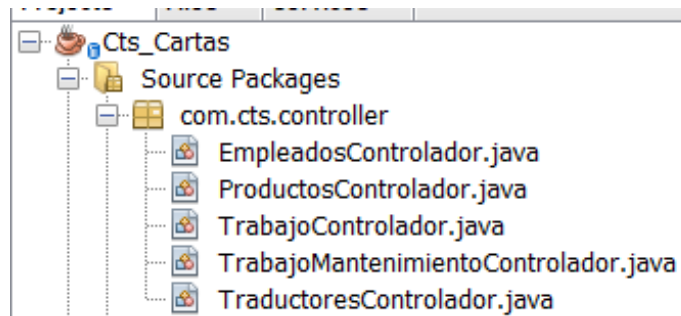 Cts_Cartas
Source Packages
com.cts.controller
EmpleadosControlador.java
ProductosControlador.java
TrabajoControlador.java
TrabajoMantenimientoControlador.java
TraductoresControlador.java